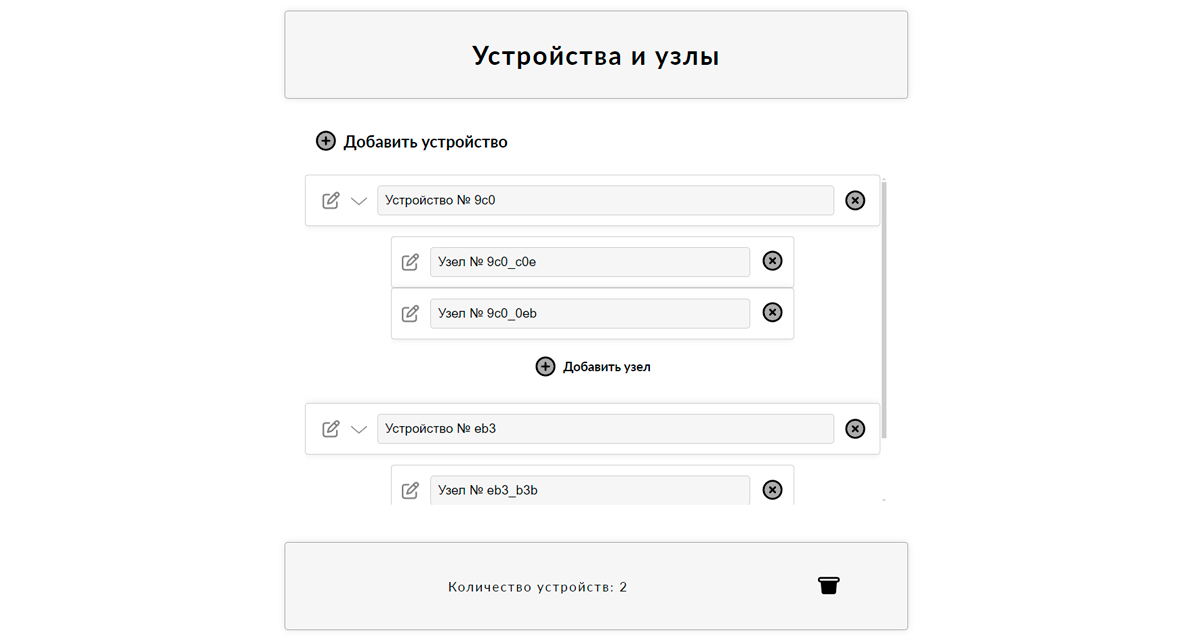 Устройства и узлы
Добавить устройство
Устройство № 9c0
Узел № 9c0_c0e
Узел № 9c0_0eb
Добавить узел
Устройство № eb3
Узел № eb3_b3b
Количество устройств: 2